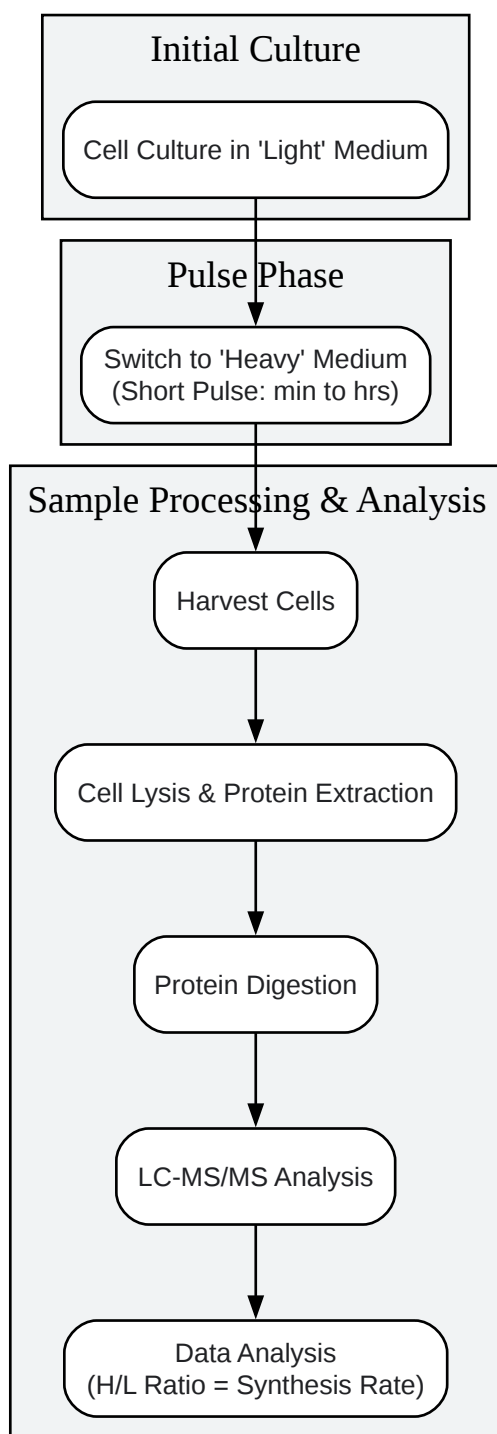 Initial Culture
Cell Culture in 'Light' Medium
Pulse Phase
Switch to 'Heavy' Medium
(Short Pulse: min to hrs)
Sample Processing & Analysis
Harvest Cells
Cell Lysis & Protein Extraction
Protein Digestion
LC-MS/MS Analysis
Data Analysis
(H/L Ratio = Synthesis Rate)